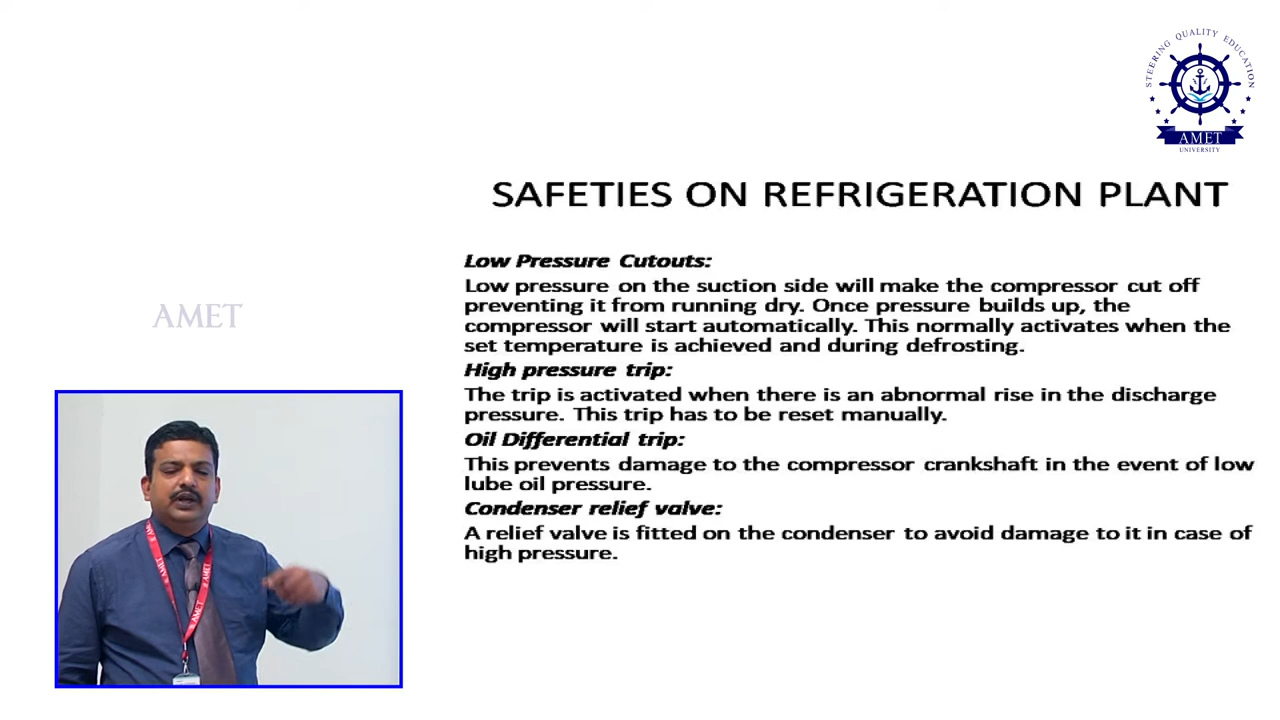 STEERING QUALITY EDUCATION
AMET
UNIVERSITY
SAFETIES ON REFRIGERATION PLANT
Low Pressure Cutouts:
Low pressure on the suction side will make the compressor cut off
preventing it from running dry. Once pressure builds up, the
compressor will start automatically. This normally activates when the
set temperature is achieved and during defrosting.
High pressure trip:
The trip is activated when there is an abnormal rise in the discharge
pressure. This trip has to be reset manually.
Oil Differential trip:
This prevents damage to the compressor crankshaft in the event of low
lube oil pressure.
Condenser relief valve:
A relief valve is fitted on the condenser to avoid damage to it in case of
high pressure.
AMET
AMET
AMET
AMET